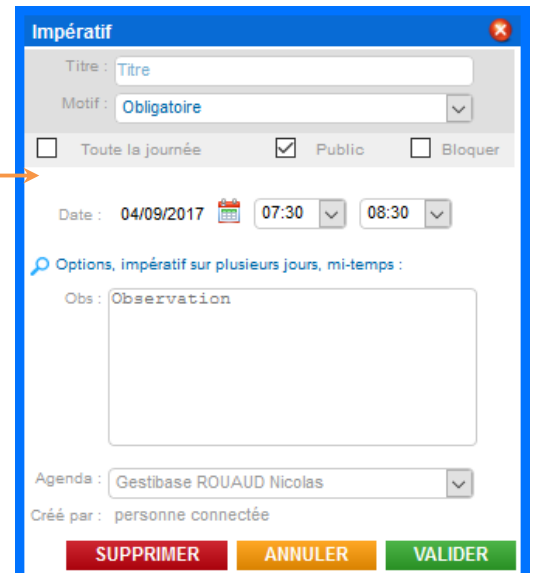 Impératif
Titre : Titre
Motif : Obligatoire
Toute la journée Public Bloquer
Date : 04/09/2017 07:30 08:30
Options, impératif sur plusieurs jours, mi-temps :
Obs : Observation
Agenda : Gestibase ROUAUD Nicolas
Créé par : personne connectée
SUPPRIMER ANNULER VALIDER